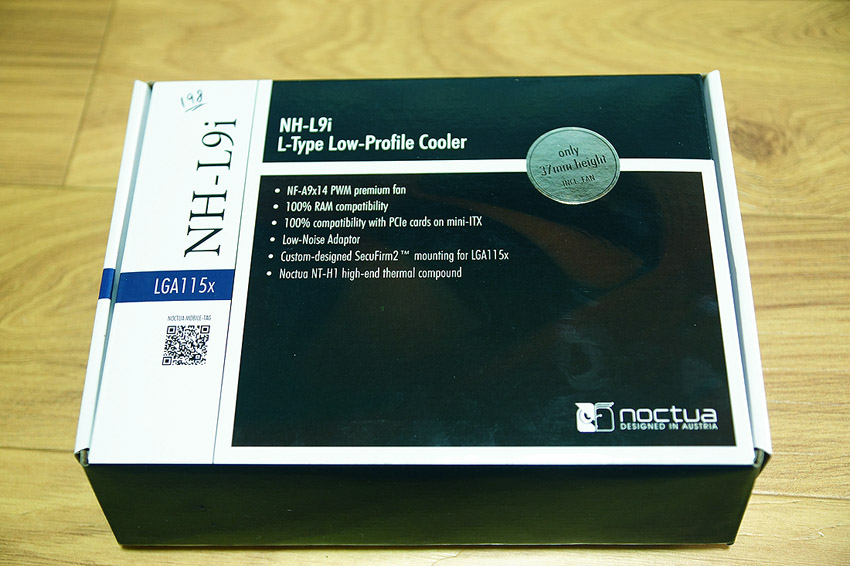 198
NH-L9i
LGA115x
NOCTUA MOBILE-TAG
NH-L9i
L-Type Low-Profile Cooler
only
37mm height
INCL. FAN
• NF-A9x14 PWM premium fan
• 100% RAM compatibility
• 100% compatibility with PCIe cards on mini-ITX
• Low-Noise Adaptor
• Custom-designed SecuFirm2™ mounting for LGA115x
• Noctua NT-H1 high-end thermal compound
noctua
DESIGNED IN AUSTRIA